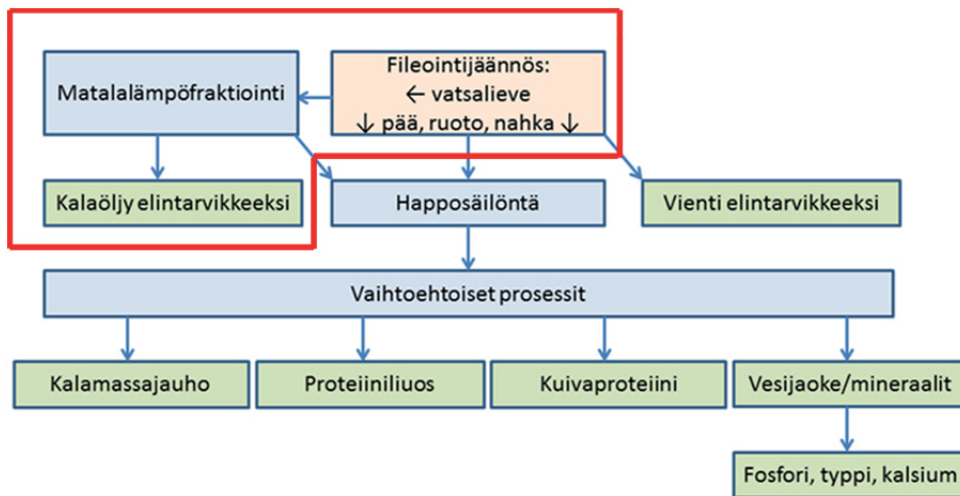 Fileointijäännös:
Matalalämpöfraktiointi
← vatsalieve
↓ pää, ruoto, nahka ↓
Kalaöljy elintarvikkeeksi
Happosäilöntä
Vienti elintarvikkeeksi
Vaihtoehtoiset prosessit
Kalamassajauho
Proteiiniliuos
Kuivaproteiini
Vesijaoke/mineraalit
Fosfori, typpi, kalsium